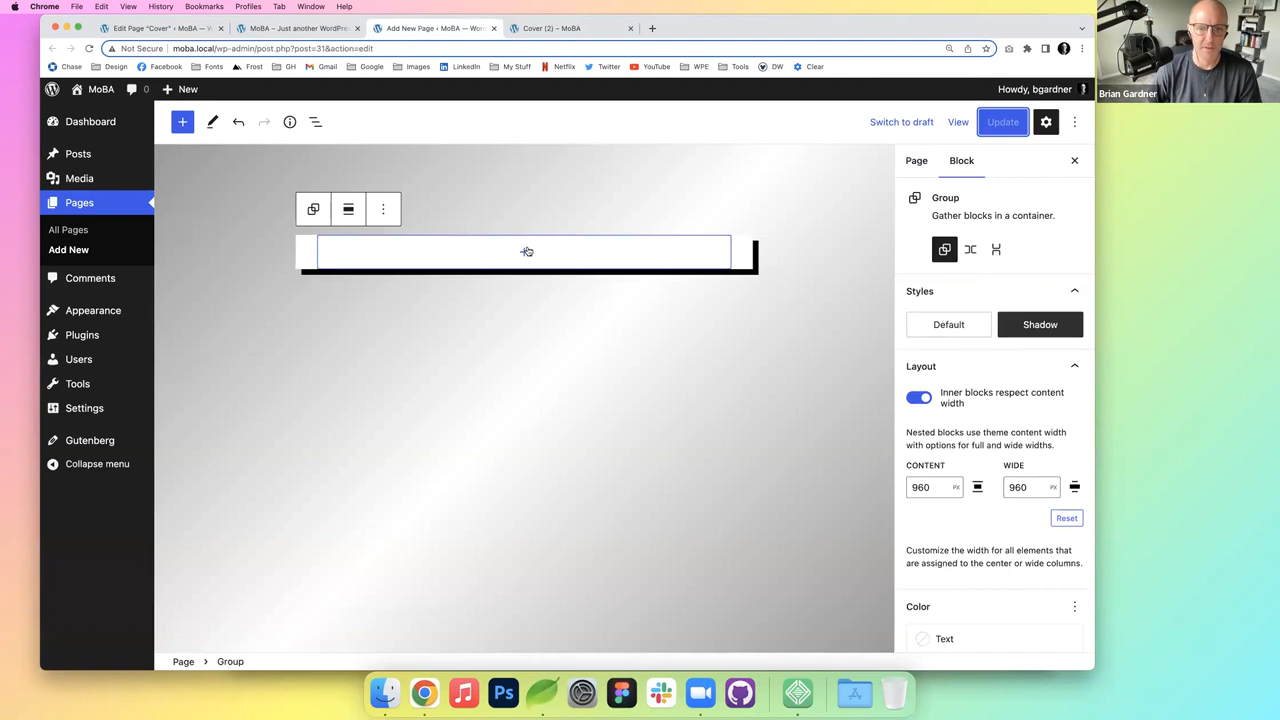 Chrome File Edit View History Bookmarks Profiles Tab Window Help
Edit Page “Cover” ‹ MoBA — W
MoBA – Just another WordPres
Add New Page ‹ MoBA — Word
Cover (2) – MoBA
Not Secure moba.local/wp-admin/post.php?post=31&action=edit
Chase Design Facebook Fonts Frost GH Gmail Google Images LinkedIn My Stuff Netflix Twitter WPE Tools YouTube DW Clear
Brian Gardner
MoBA 0 New Howdy, bgardner
Dashboard
Posts
Media
Pages
All Pages
Add New
Comments
Appearance
Plugins
Users
Tools
Settings
Gutenberg
Collapse menu
Switch to draft View Update
Page Block
Group
Gather blocks in a container.
Styles
Default Shadow
Layout
Inner blocks respect content
width
Nested blocks use theme content width
with options for full and wide widths.
CONTENT WIDE
960 PX 960 PX
Reset
Customize the width for all elements that
are assigned to the center or wide columns.
Color
Text
Page › Group
Ps